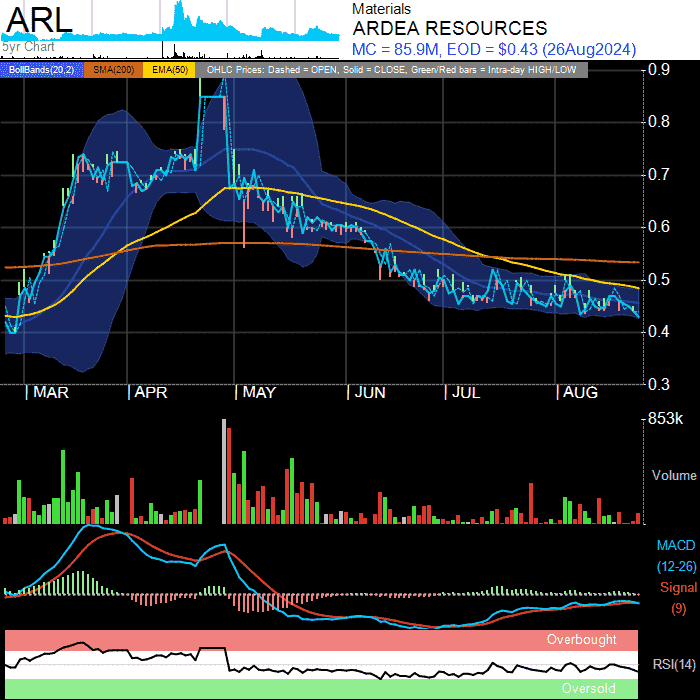 ARL
5yr Chart
Materials
ARDEA RESOURCES
MC = 85.9M, EOD = $0.43 (26Aug2024)
BollBands(20,2) SMA(200) EMA(50) OHLC Prices: Dashed = OPEN, Solid = CLOSE, Green/Red bars = Intra-day HIGH/LOW
0.9
0.8
0.7
0.6
0.5
0.4
0.3
MAR APR MAY JUN JUL AUG
853k
Volume
MACD
(12-26)
Signal
(9)
Overbought
RSI(14)
Oversold